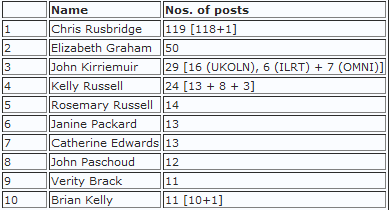 Name Nos. of posts
1 Chris Rusbridge 119 [118+1]
2 Elizabeth Graham 50
3 John Kirriemuir 29 [16 (UKOLN), 6 (ILRT) + 7 (OMNI)]
4 Kelly Russell 24 [13 + 8 + 3]
5 Rosemary Russell 14
6 Janine Packard 13
7 Catherine Edwards 13
8 John Paschoud 12
9 Verity Brack 11
10 Brian Kelly 11 [10+1]